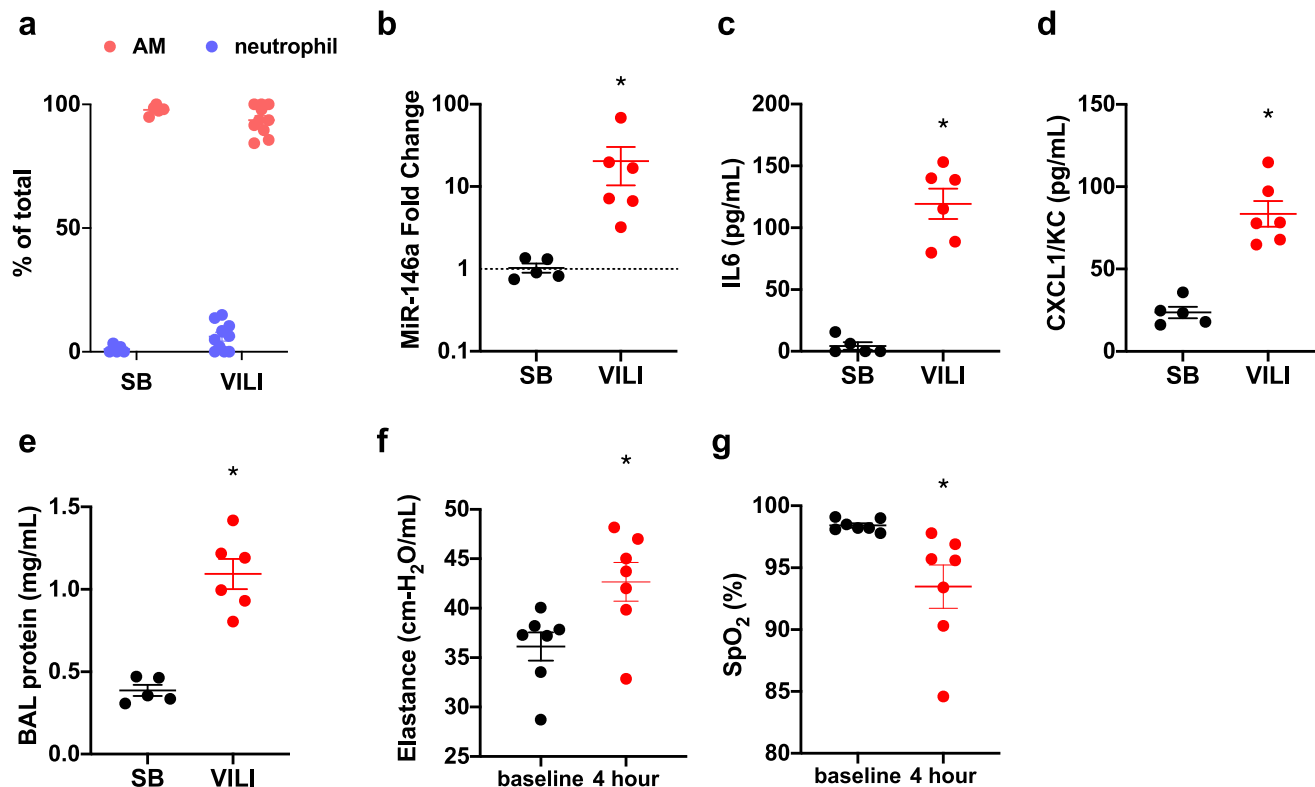 a
AM
neutrophil
% of total
100
50
0
SB
VILI
b
MiR-146a Fold Change
100
10
1
0.1
*
SB
VILI
c
IL6 (pg/mL)
200
150
100
50
0
*
SB
VILI
d
CXCL1/KC (pg/mL)
150
100
50
0
*
SB
VILI
e
BAL protein (mg/mL)
1.5
1.0
0.5
0.0
*
SB
VILI
f
Elastance (cm-H₂O/mL)
50
45
40
35
30
25
*
baseline
4 hour
g
SpO₂ (%)
100
95
90
85
80
*
baseline
4 hour